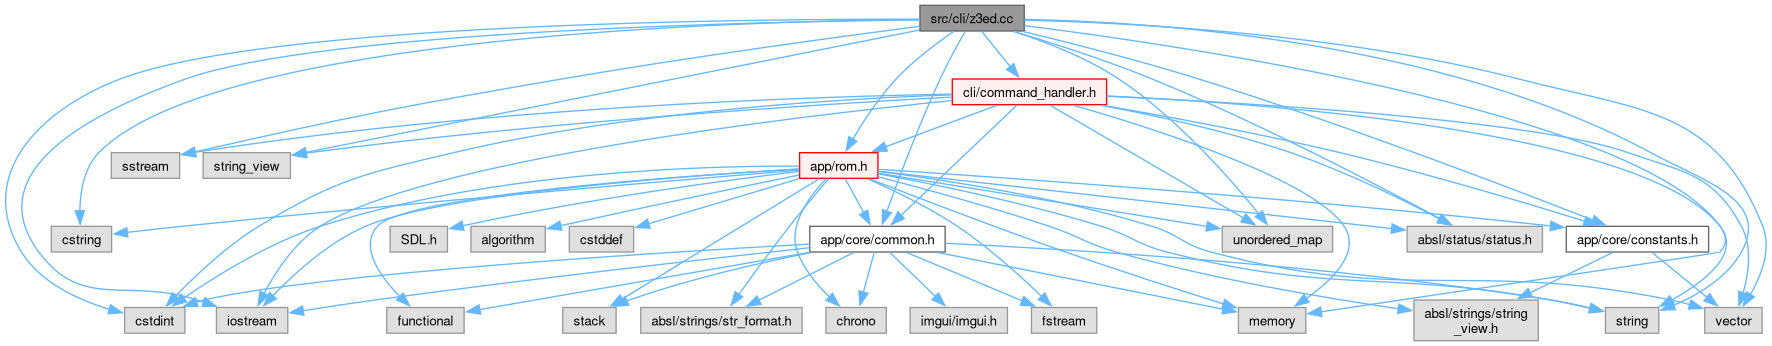 src/cli/z3ed.cc
cli/command_handler.h
sstream
string_view
app/rom.h
cstring
SDL.h
algorithm
cstddef
app/core/common.h
unordered_map
absl/status/status.h
app/core/constants.h
cstdint
iostream
functional
stack
absl/strings/str_format.h
chrono
imgui/imgui.h
fstream
memory
absl/strings/string
_view.h
string
vector